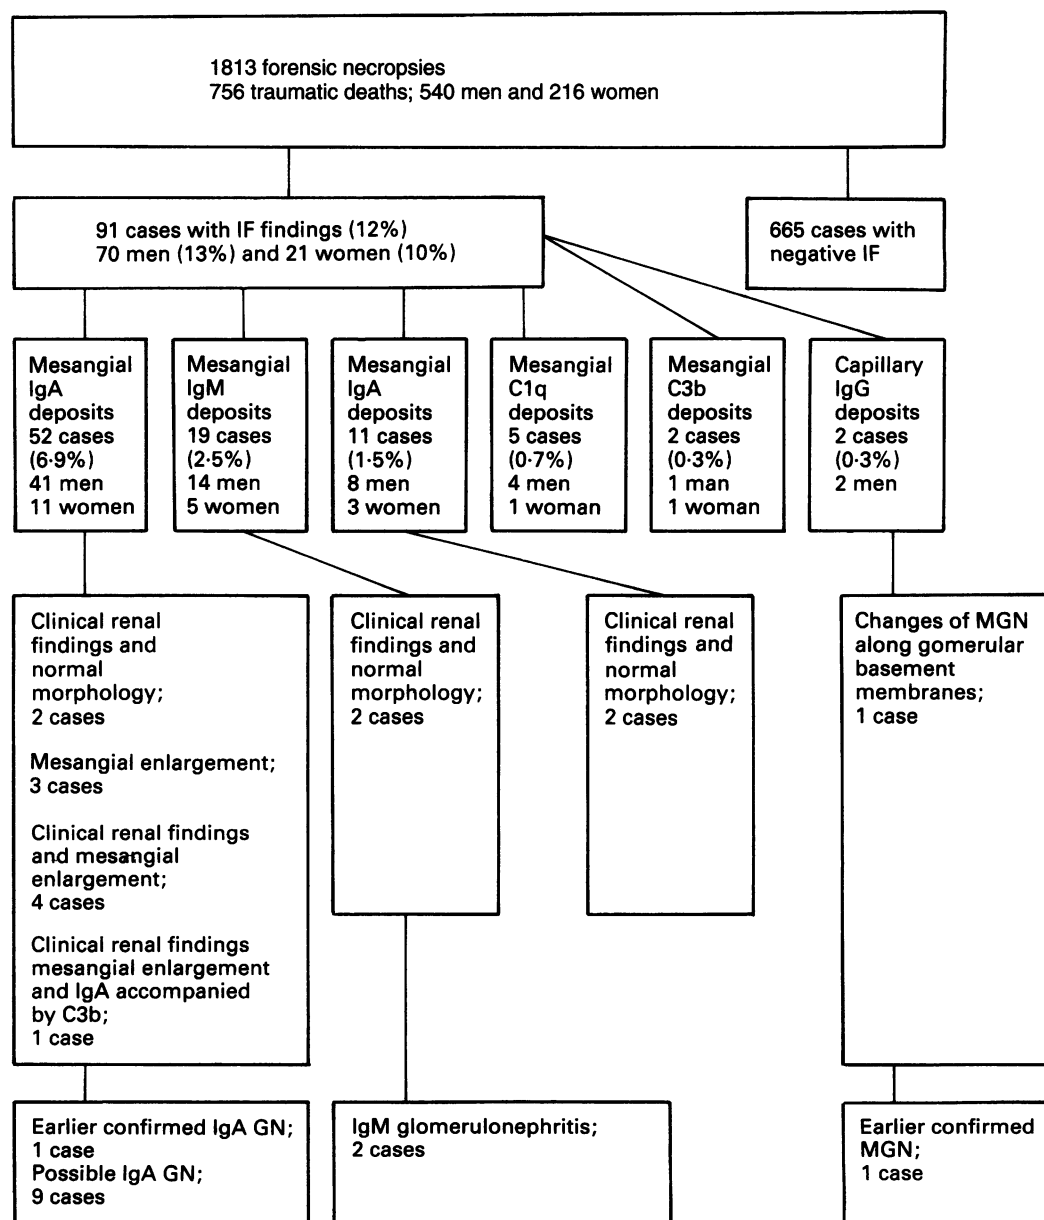 1813 forensic necropsies
756 traumatic deaths; 540 men and 216 women
91 cases with IF findings (12%)
70 men (13%) and 21 women (10%)
665 cases with
negative IF
Mesangial
IgA
deposits
52 cases
(6·9%)
41 men
11 women
Mesangial
IgM
deposits
19 cases
(2·5%)
14 men
5 women
Mesangial
IgA
deposits
11 cases
(1·5%)
8 men
3 women
Mesangial
C1q
deposits
5 cases
(0·7%)
4 men
1 woman
Mesangial
C3b
deposits
2 cases
(0·3%)
1 man
1 woman
Capillary
IgG
deposits
2 cases
(0·3%)
2 men
Clinical renal
findings and
normal
morphology;
2 cases
Mesangial enlargement;
3 cases
Clinical renal findings
and mesangial
enlargement;
4 cases
Clinical renal findings
mesangial enlargement
and IgA accompanied
by C3b;
1 case
Clinical renal
findings and
normal
morphology;
2 cases
Clinical renal
findings and
normal
morphology;
2 cases
Changes of MGN
along gomerular
basement
membranes;
1 case
Earlier confirmed IgA GN;
1 case
Possible IgA GN;
9 cases
IgM glomerulonephritis;
2 cases
Earlier confirmed
MGN;
1 case